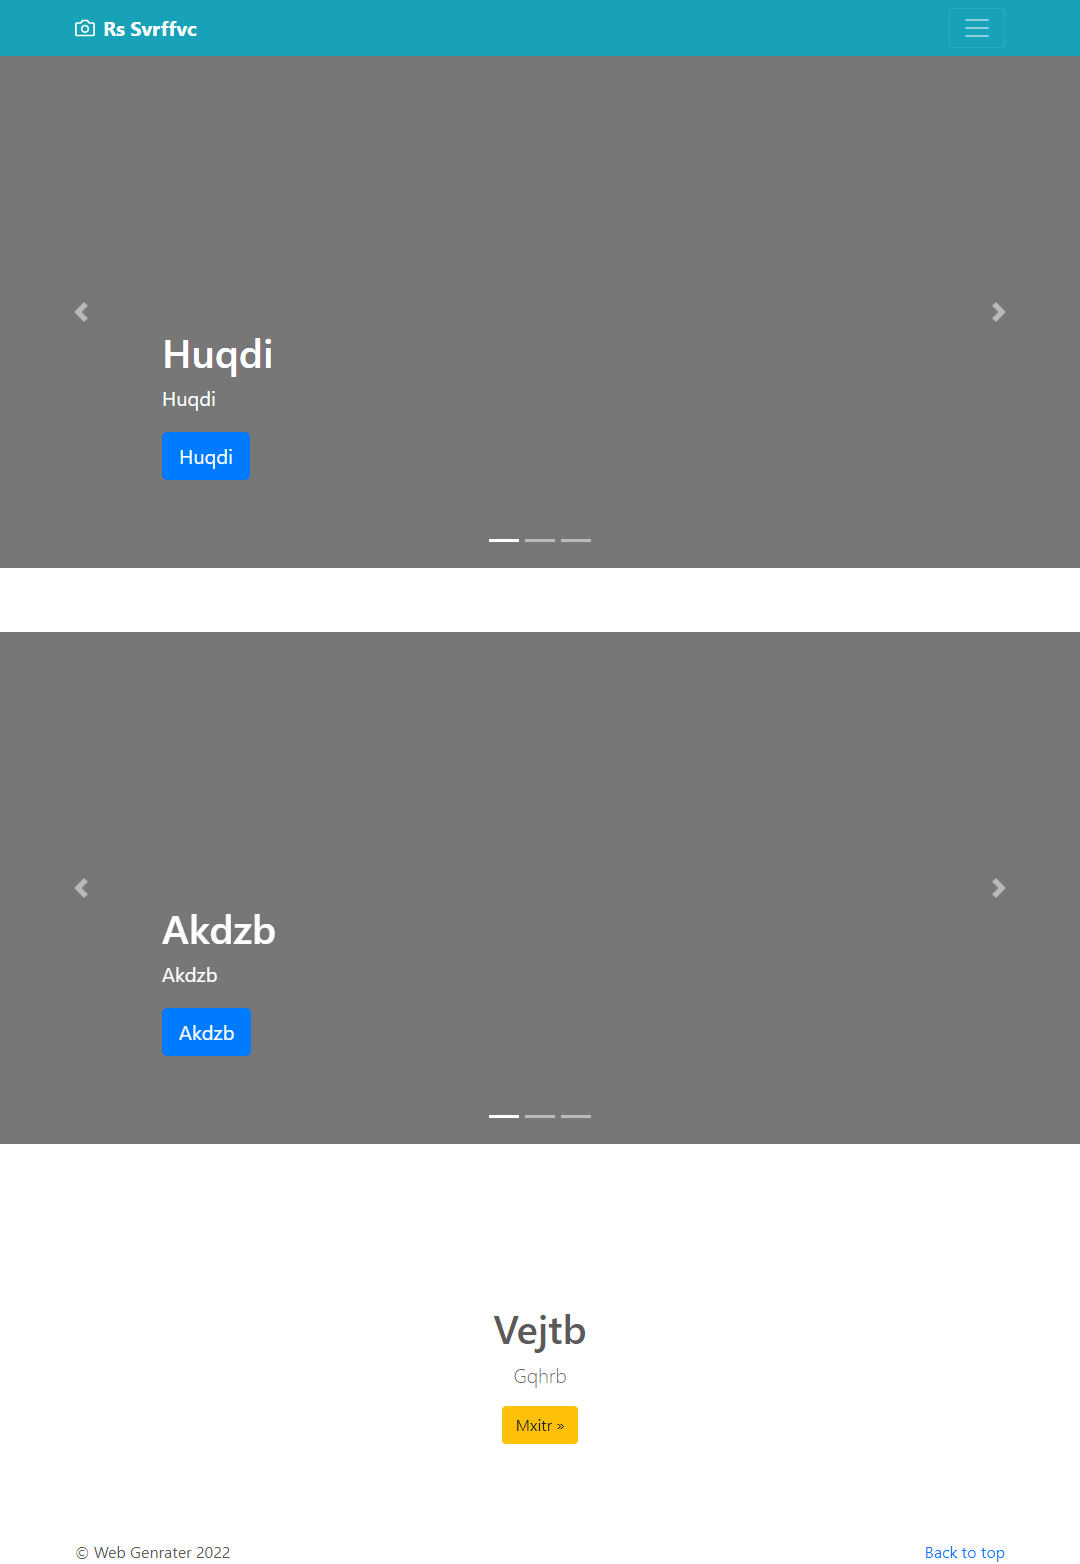 Rs Svrffvc
Huqdi
Huqdi
Huqdi
Akdzb
Akdzb
Akdzb
Vejtb
Gqhrb
Mxitr »
© Web Genrater 2022
Back to top